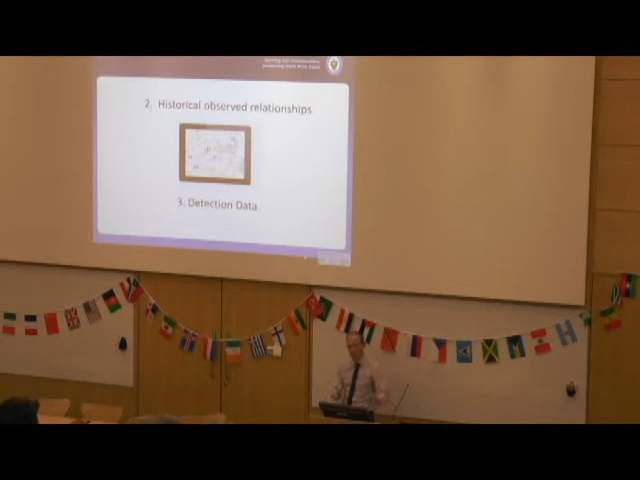 2. Historical observed relationships
3. Detection Data